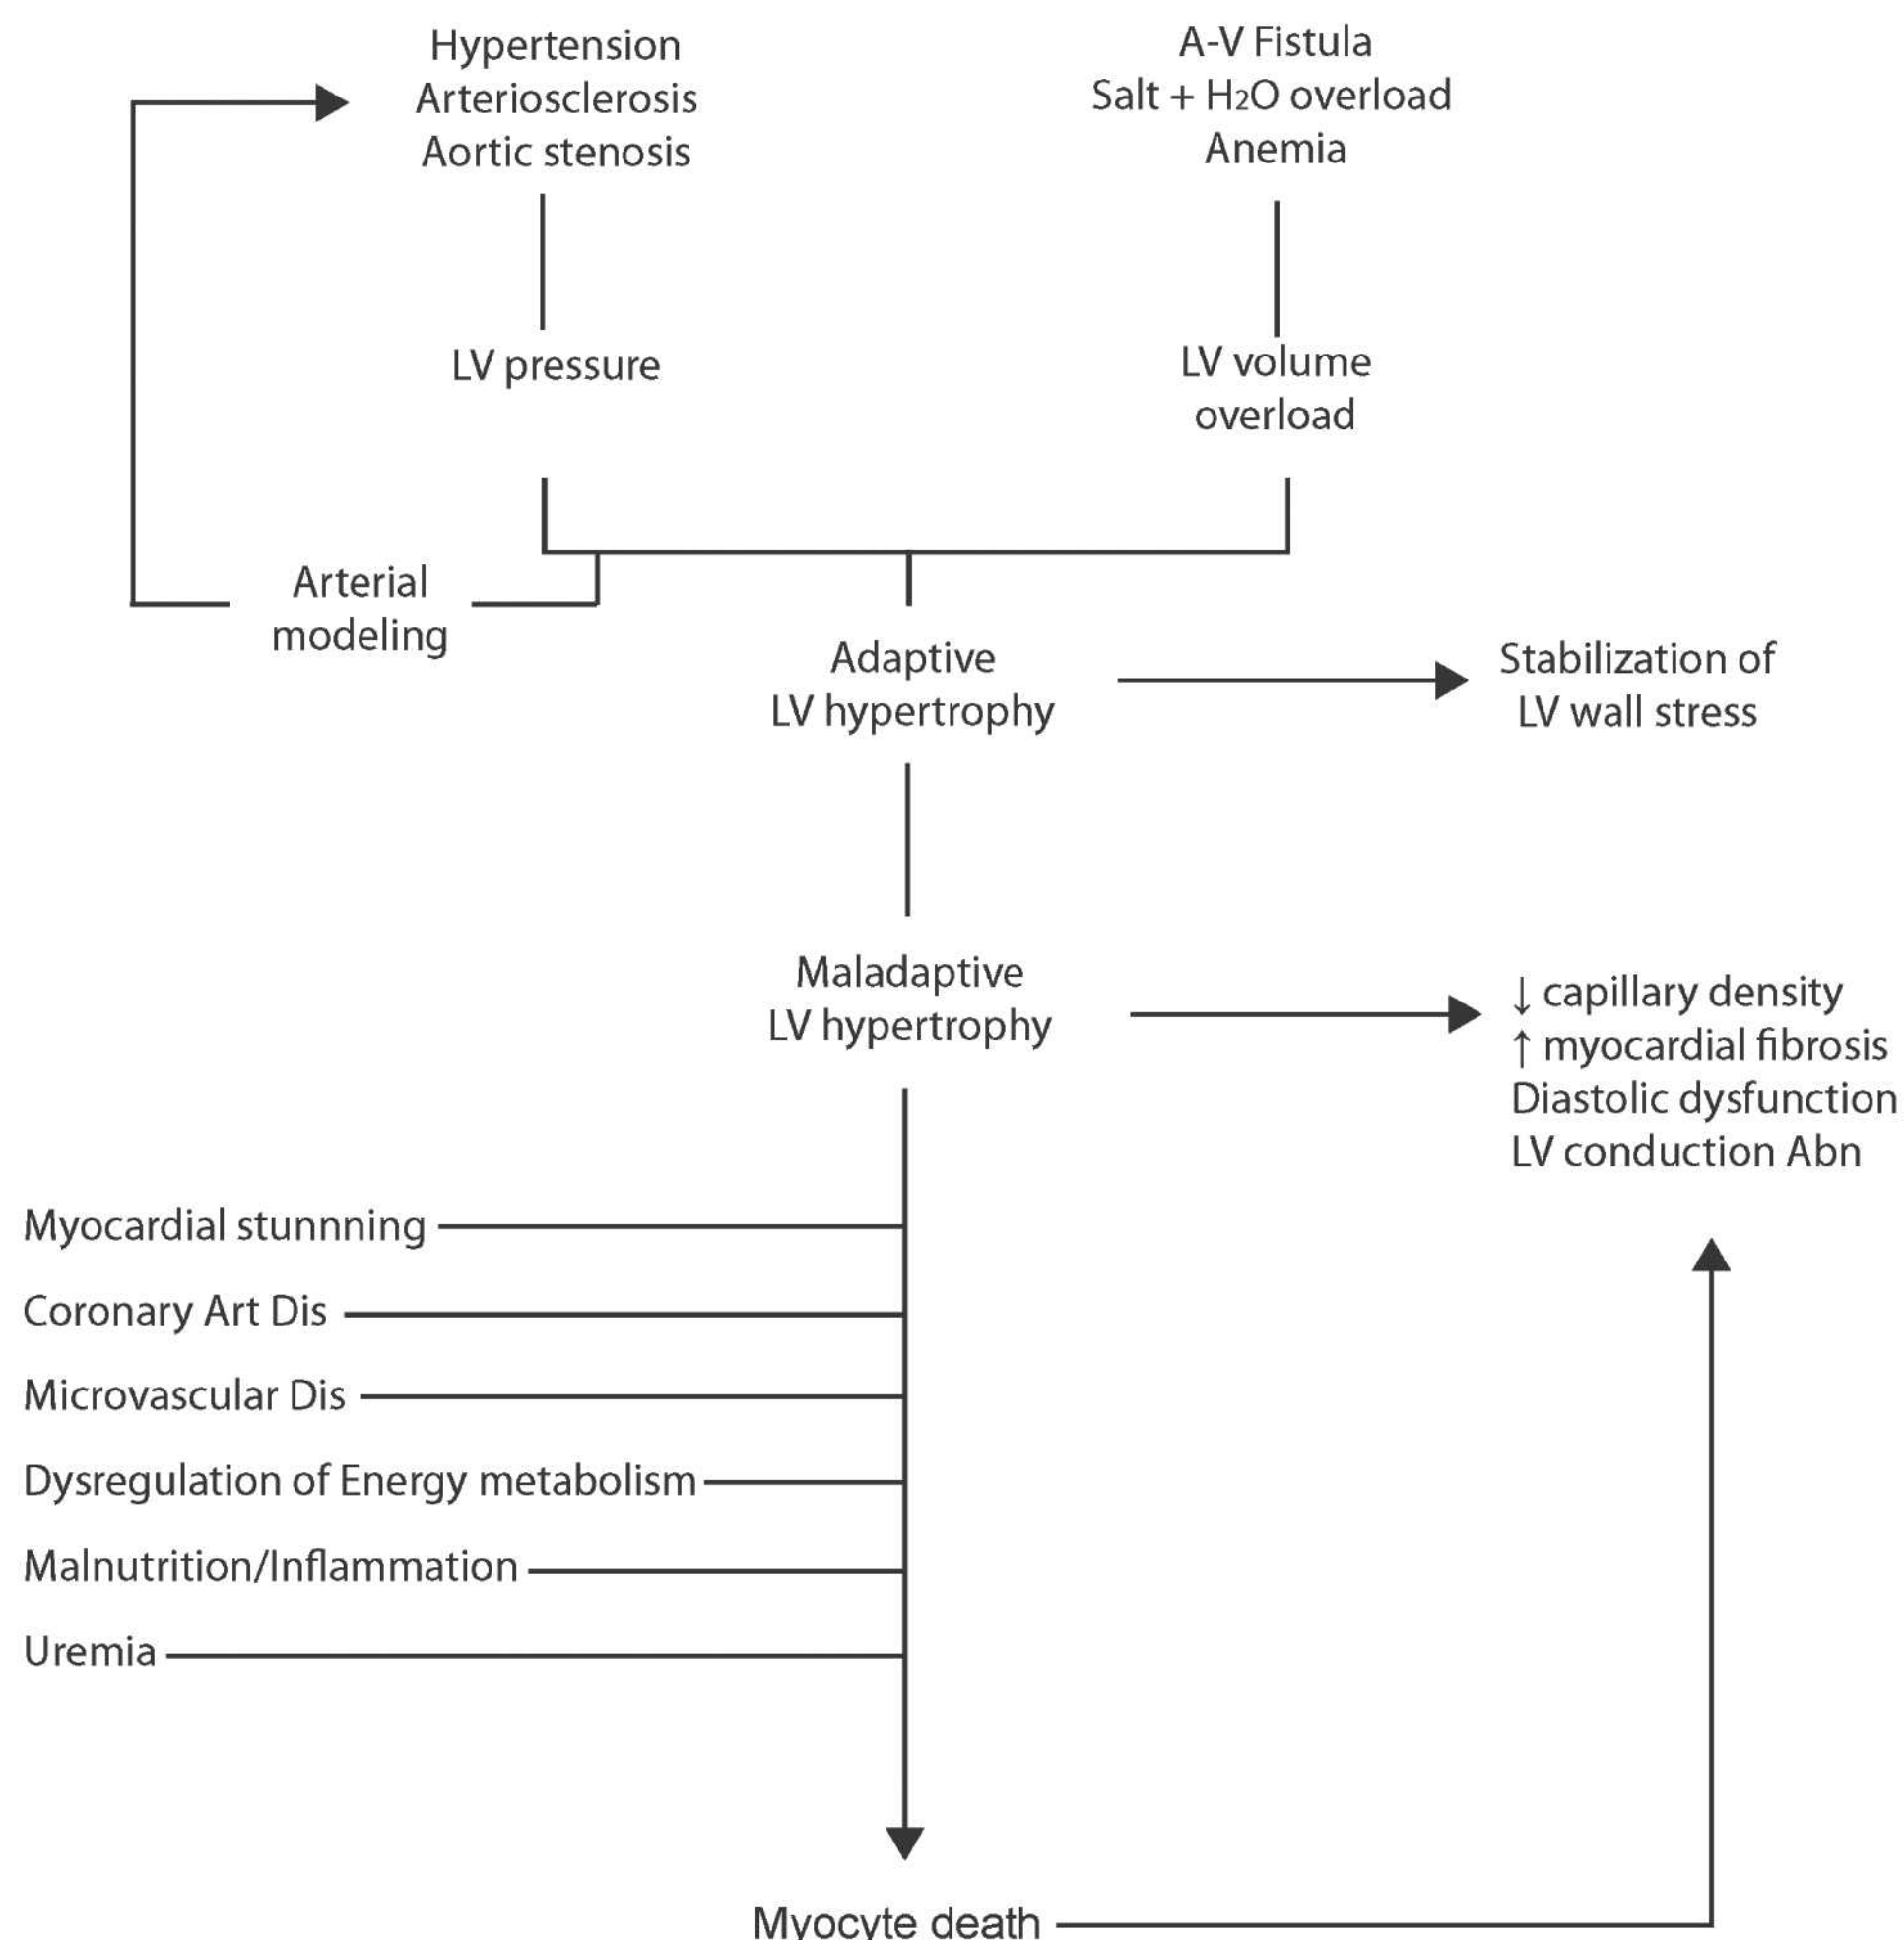 Hypertension
Arteriosclerosis
Aortic stenosis
A-V Fistula
Salt + H₂O overload
Anemia
LV pressure
LV volume
overload
Arterial
modeling
Adaptive
LV hypertrophy
Stabilization of
LV wall stress
Maladaptive
LV hypertrophy
↓ capillary density
↑ myocardial fibrosis
Diastolic dysfunction
LV conduction Abn
Myocardial stunnning
Coronary Art Dis
Microvascular Dis
Dysregulation of Energy metabolism
Malnutrition/Inflammation
Uremia
Myocyte death